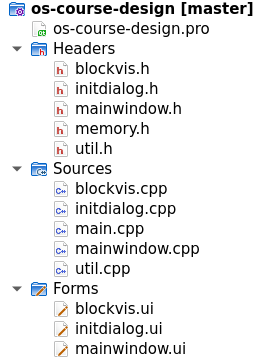 os-course-design [master]
os-course-design.pro
Headers
blockvis.h
initdialog.h
mainwindow.h
memory.h
util.h
Sources
blockvis.cpp
initdialog.cpp
main.cpp
mainwindow.cpp
util.cpp
Forms
blockvis.ui
initdialog.ui
mainwindow.ui